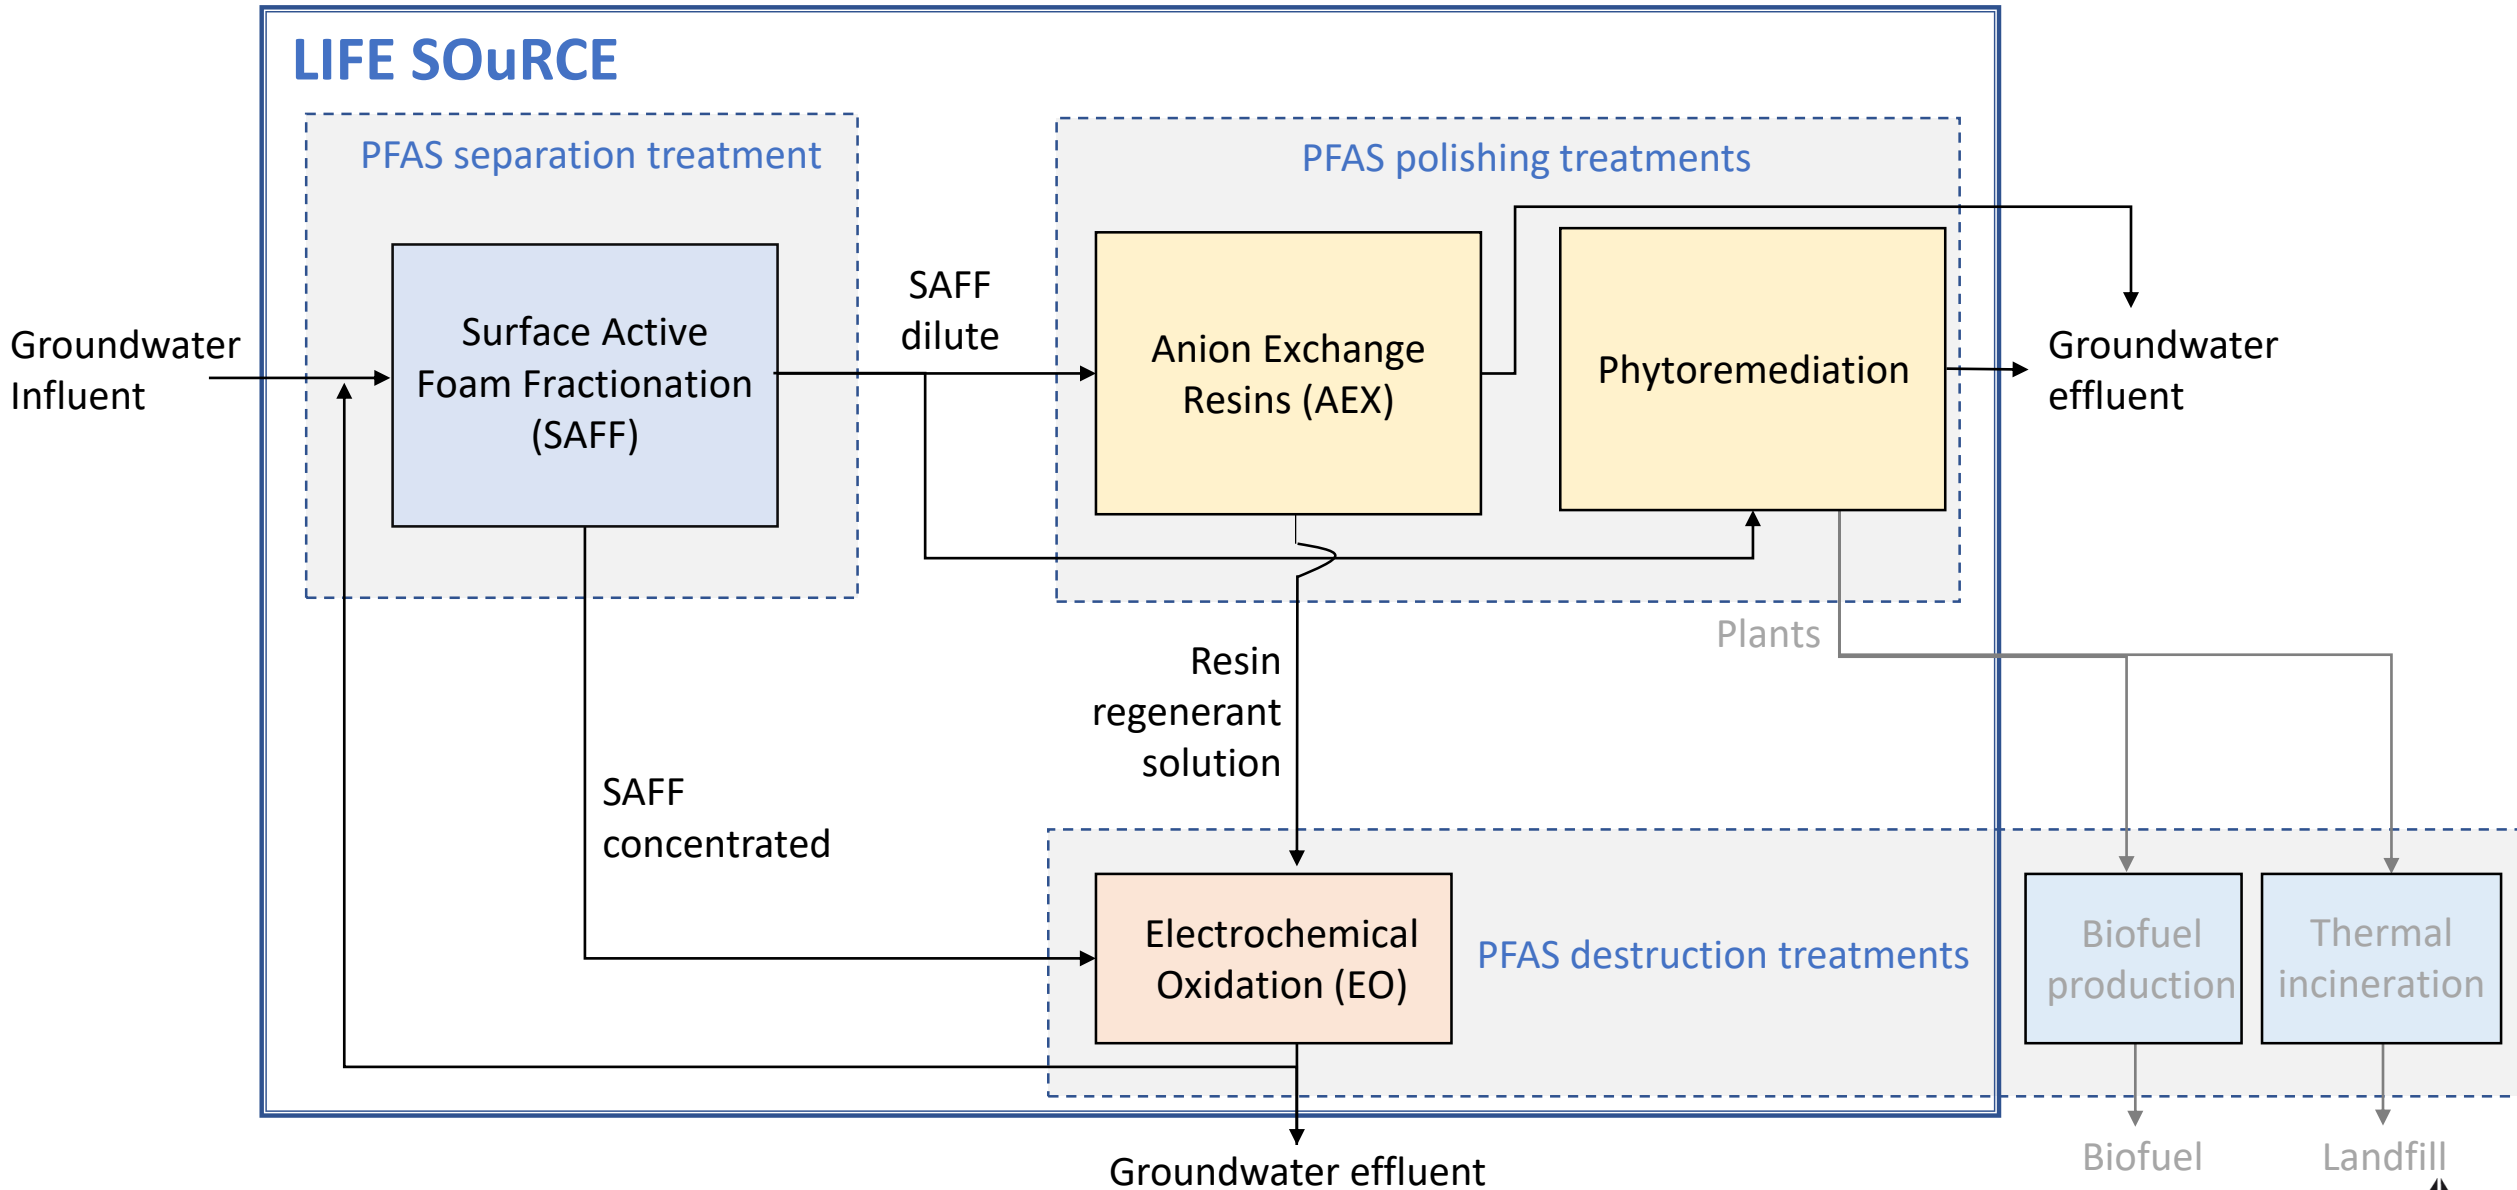 LIFE SOuRCE
PFAS separation treatment
PFAS polishing treatments
Groundwater
Influent
Surface Active
Foam Fractionation
(SAFF)
SAFF
dilute
Anion Exchange
Resins (AEX)
Phytoremediation
Groundwater
effluent
Plants
Resin
regenerant
solution
SAFF
concentrated
Electrochemical
Oxidation (EO)
PFAS destruction treatments
Biofuel
production
Thermal
incineration
Groundwater effluent
Biofuel
Landfill